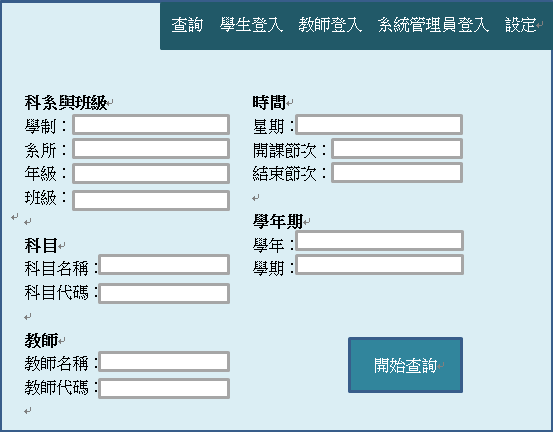 查詢 學生登入 教師登入 系統管理員登入 設定
科系與班級
學制：
系所：
年級：
班級：
科目
科目名稱：
科目代碼：
教師
教師名稱：
教師代碼：
時間
星期：
開課節次：
結束節次：
學年期
學年：
學期：
開始查詢